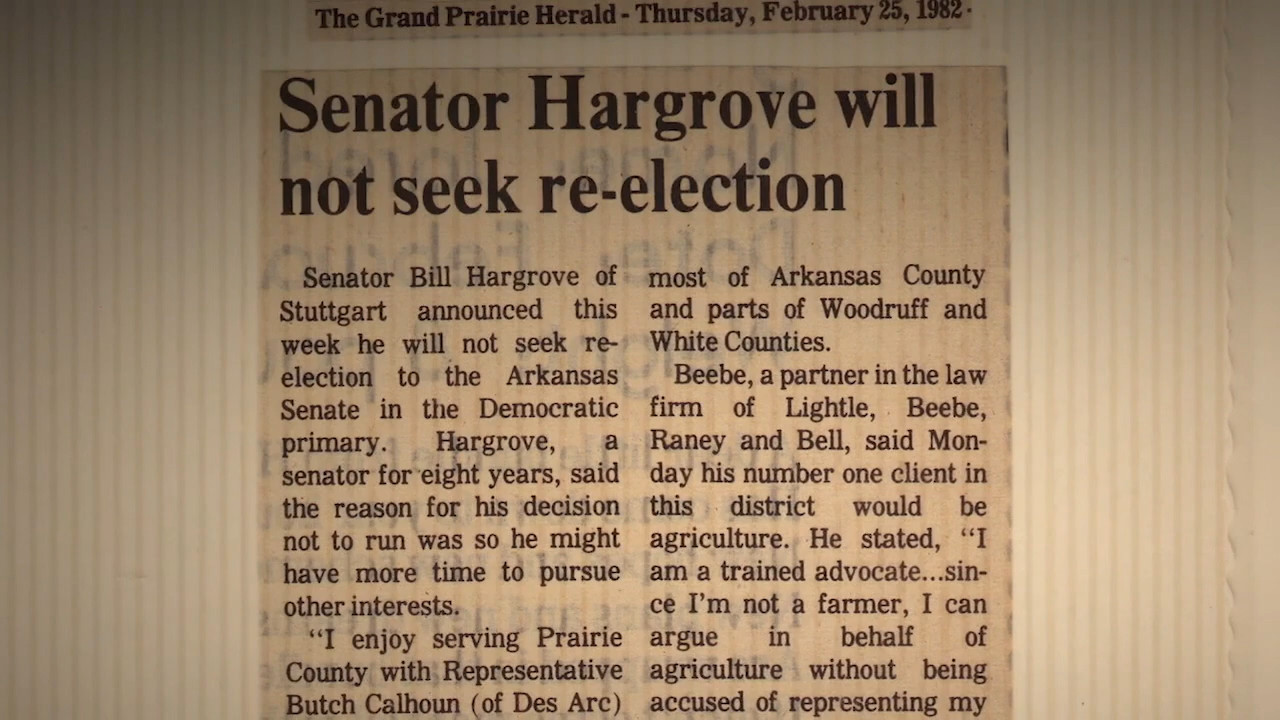 The Grand Prairie Herald - Thursday, February 25, 1982 -
Senator Hargrove will
not seek re-election
Senator Bill Hargrove of
Stuttgart announced this
week he will not seek re-
election to the Arkansas
Senate in the Democratic
primary. Hargrove, a
senator for eight years, said
the reason for his decision
not to run was so he might
have more time to pursue
other interests.
“I enjoy serving Prairie
County with Representative
Butch Calhoun (of Des Arc)
most of Arkansas County
and parts of Woodruff and
White Counties.
Beebe, a partner in the law
firm of Lightle, Beebe,
Raney and Bell, said Mon-
day his number one client in
this district would be
agriculture. He stated, “I
am a trained advocate...sin-
ce I'm not a farmer, I can
argue in behalf of
agriculture without being
accused of representing my